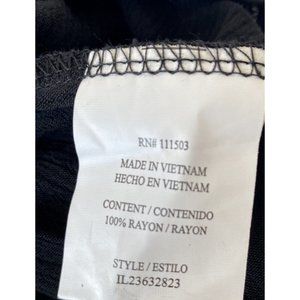 RN# 111503
MADE IN VIETNAM
HECHO EN VIETNAM
CONTENT / CONTENIDO
100% RAYON / RAYON
STYLE / ESTILO
IL23632823